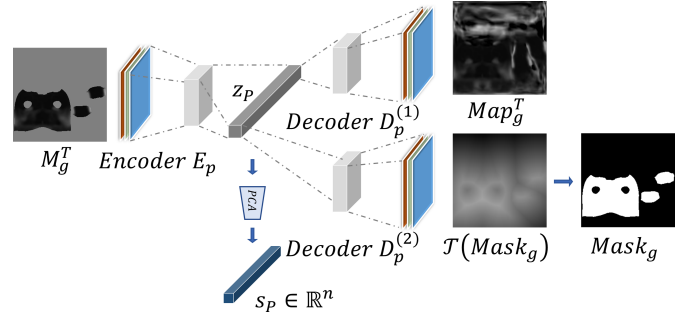 z_P
Decoder D_p^{(1)}
Map_g^T
M_g^T
Encoder E_p
PCA
Decoder D_p^{(2)}
𝒯(Mask_g)
Mask_g
s_P ∈ ℝ^n